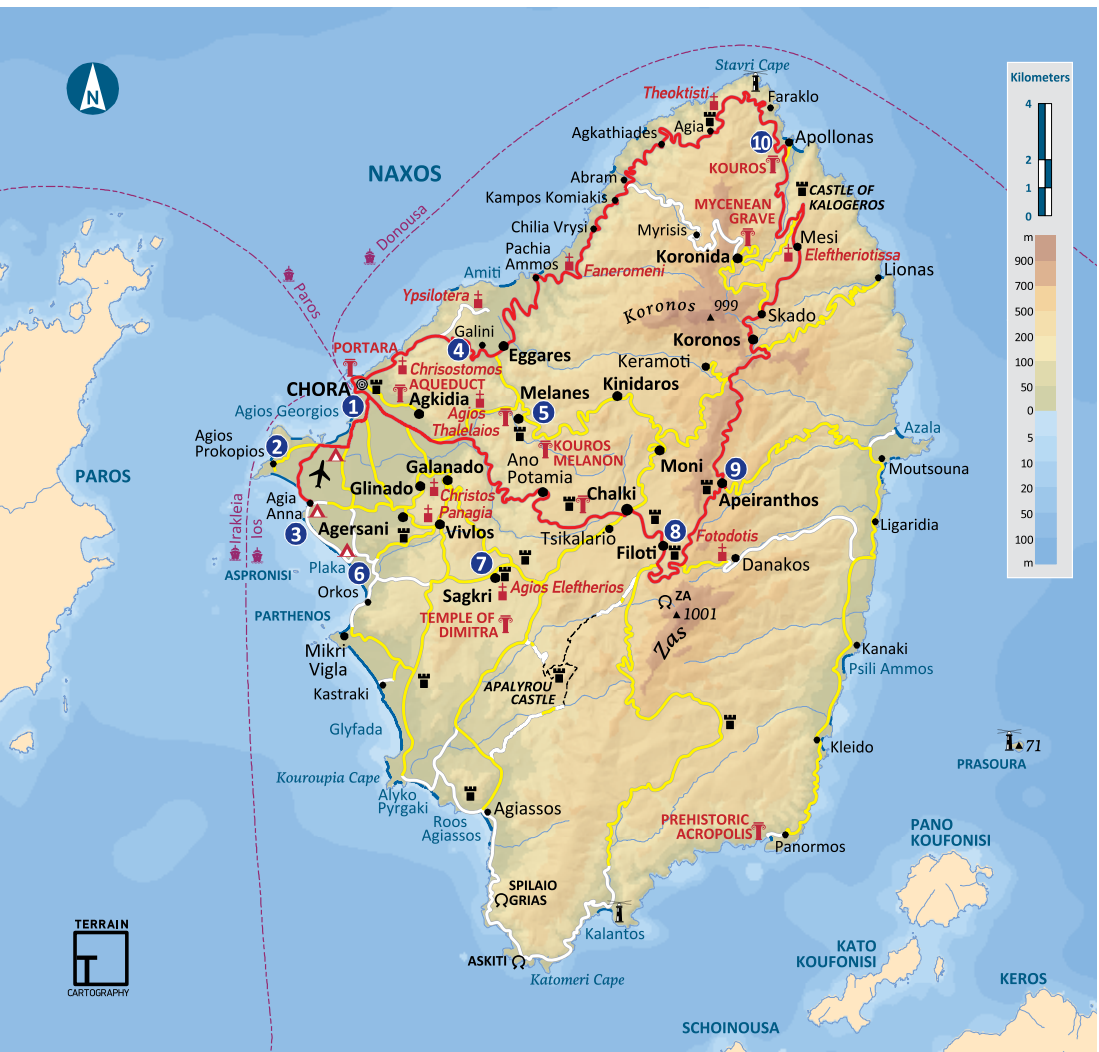 N
Stavri Cape
Theoktisti
Faraklo
Agkathiades
Agia
10
Apollonas
KOUROS
NAXOS
Abram
CASTLE OF
KALOGEROS
Kampos Komiakis
MYCENEAN
GRAVE
Chilia Vrysi
Myrisis
Mesi
Donousa
Pachia
Ammos
Koronida
Eleftheriotissa
Faneromeni
Lionas
Amiti
Paros
Ypsilotera
Koronos
999
Skado
Galini
PORTARA
4
Eggares
Koronos
Chrisostomos
Keramoti
CHORA
AQUEDUCT
Melanes
Kinidaros
1
Agkidia
5
Agios Georgios
Agios
Thalelaios
Agios
Prokopios
2
KOUROS
MELANON
Azala
PAROS
Galanado
Ano
Potamia
Moni
9
Moutsouna
Glinado
Christos
Chalki
Apeiranthos
Agia
Anna
Panagia
Agersani
Vivlos
Tsikalario
8
Ligaridia
Irakleia
Ios
3
Fotodotis
Filoti
Danakos
ASPRONISI
Plaka
6
7
Orkos
Sagkri
Agios Eleftherios
ZA
1001
PARTHENOS
TEMPLE OF
DIMITRA
Zas
Mikri
Vigla
Kanaki
Psili Ammos
Kastraki
APALYROU
CASTLE
Glyfada
Kleido
71
PRASOURA
Kouroupia Cape
Alyko
Pyrgaki
Agiassos
Roos
Agiassos
PREHISTORIC
ACROPOLIS
Panormos
PANO
KOUFONISI
SPILAIO
GRIAS
Kalantos
KATO
KOUFONISI
ASKITI
Katomeri Cape
KEROS
SCHOINOUSA
Kilometers
4
2
1
0
m
900
700
500
200
100
50
0
5
10
20
50
100
m
TERRAIN
T
CARTOGRAPHY